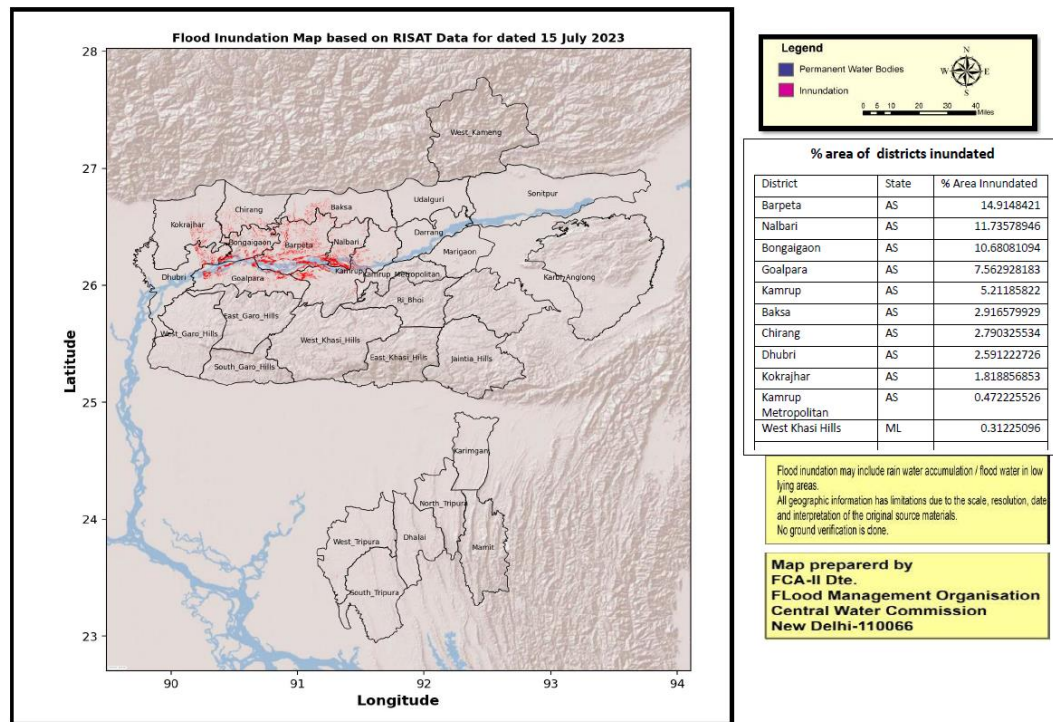 Flood Inundation Map based on RISAT Data for dated 15 July 2023
28
27
26
25
24
23
Latitude
90
91
92
93
94
Longitude
West_Kameng
Sonitpur
Udalguri
Baksa
Chirang
Kokrajhar
Darrang
Bongaigaon
Barpeta
Nalbari
Marigaon
Dhubri
Goalpara
Kamrup
Kamrup_Metropolitan
Karbi_Anglong
Ri_Bhoi
East_Garo_Hills
West_Garo_Hills
West_Khasi_Hills
East_Khasi_Hills
Jaintia_Hills
South_Garo_Hills
Karimgan
North_Tripura
West_Tripura
Dhalai
Mamit
South_Tripura
Legend
Permanent Water Bodies
Innundation
N
W
E
S
0 5 10 20 30 40
Miles
% area of districts inundated
District State % Area Innundated
Barpeta AS 14.9148421
Nalbari AS 11.73578946
Bongaigaon AS 10.68081094
Goalpara AS 7.562928183
Kamrup AS 5.21185822
Baksa AS 2.916579929
Chirang AS 2.790325534
Dhubri AS 2.591222726
Kokrajhar AS 1.818856853
Kamrup AS 0.472225526
Metropolitan
West Khasi Hills ML 0.31225096
Flood inundation may include rain water accumulation / flood water in low
lying areas.
All geographic information has limitations due to the scale, resolution, date
and interpretation of the original source materials.
No ground verification is done.
Map preparerd by
FCA-II Dte.
FLood Management Organisation
Central Water Commission
New Delhi-110066